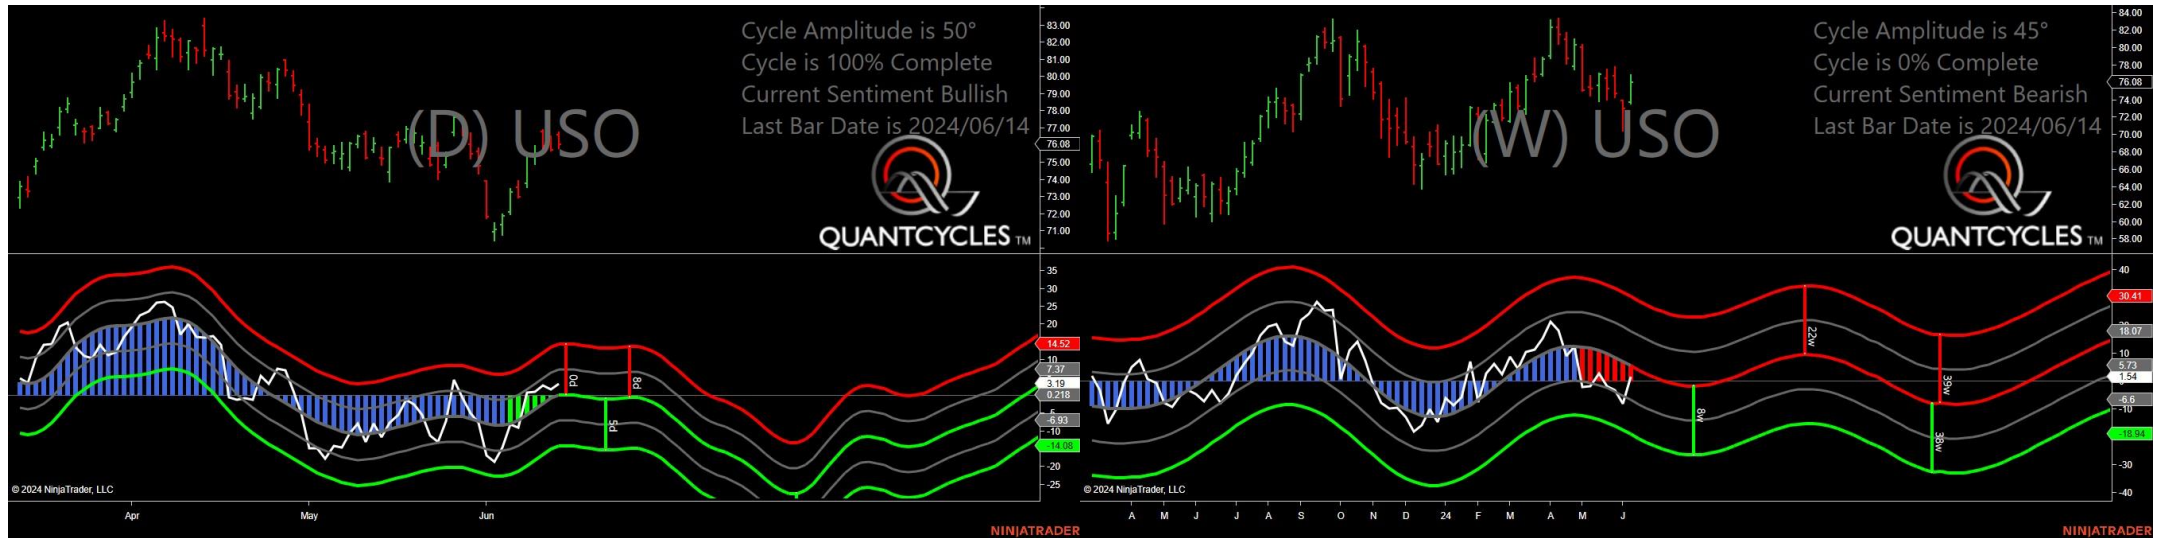 Cycle Amplitude is 50°
Cycle is 100% Complete
Current Sentiment Bullish
Last Bar Date is 2024/06/14
(D) USO
QUANTCYCLES TM
83.00
82.00
81.00
80.00
79.00
78.00
77.00
76.08
75.00
74.00
73.00
72.00
71.00
35
30
25
20
14.52
10
7.37
3.19
0.218
-5
-6.93
-10
-14.08
-20
-25
0d
8d
5d
© 2024 NinjaTrader, LLC
Apr May Jun
NINJATRADER
Cycle Amplitude is 45°
Cycle is 0% Complete
Current Sentiment Bearish
Last Bar Date is 2024/06/14
(W) USO
QUANTCYCLES TM
84.00
82.00
80.00
78.00
76.08
74.00
72.00
70.00
68.00
66.00
64.00
62.00
60.00
58.00
40
30.41
18.07
10
5.73
1.54
-6.6
-10
-18.94
-30
-40
22w
39w
8w
38w
© 2024 NinjaTrader, LLC
A M J J A S O N D 24 F M A M J
NINJATRADER